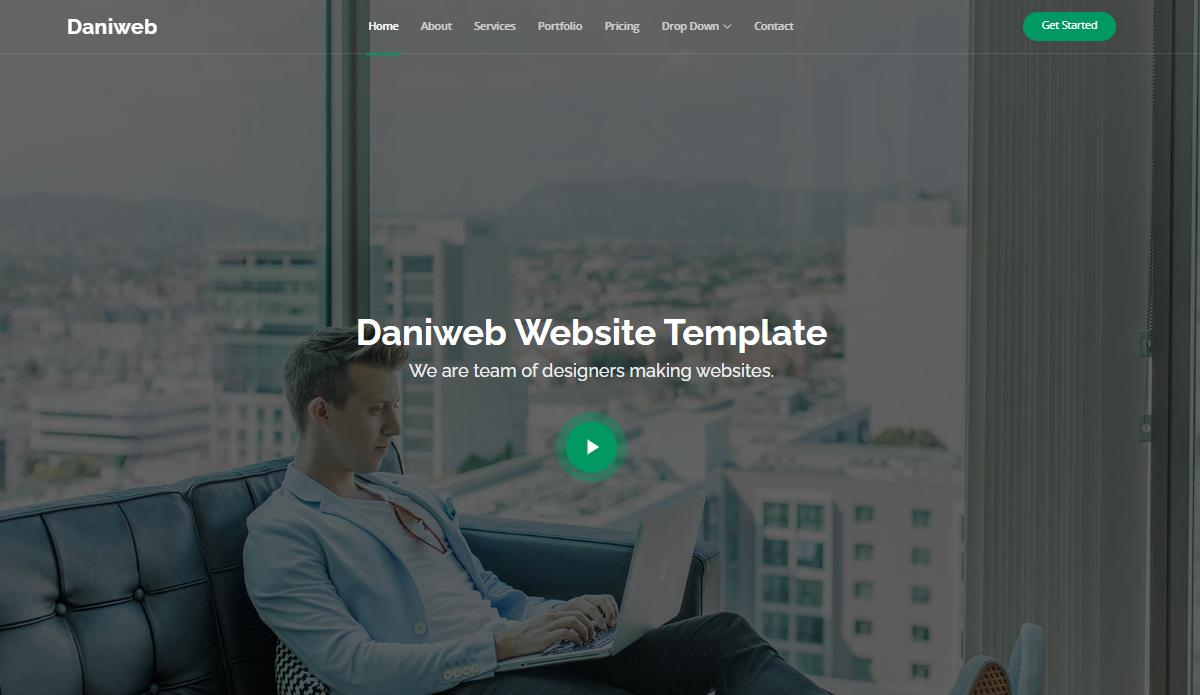 Daniweb
Home About Services Portfolio Pricing Drop Down Contact
Get Started
Daniweb Website Template
We are team of designers making websites.